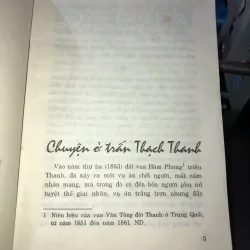 Chuyện ở trấn Thạch Thanh
Vào năm thứ ba (1853) đời vua Hàm Phong¹ triều
Thanh, đã xảy ra một vụ án chết người, mất năm
nhân mạng, mà trong đó có đến bốn người phụ nữ
tuyệt thế giai nhân, vụ án trắng trơn nhưng đầy
1 Niên hiệu của vua Văn Tông đời Thanh ở Trung Quốc,
từ năm 1851 đến năm 1861. ND.
5